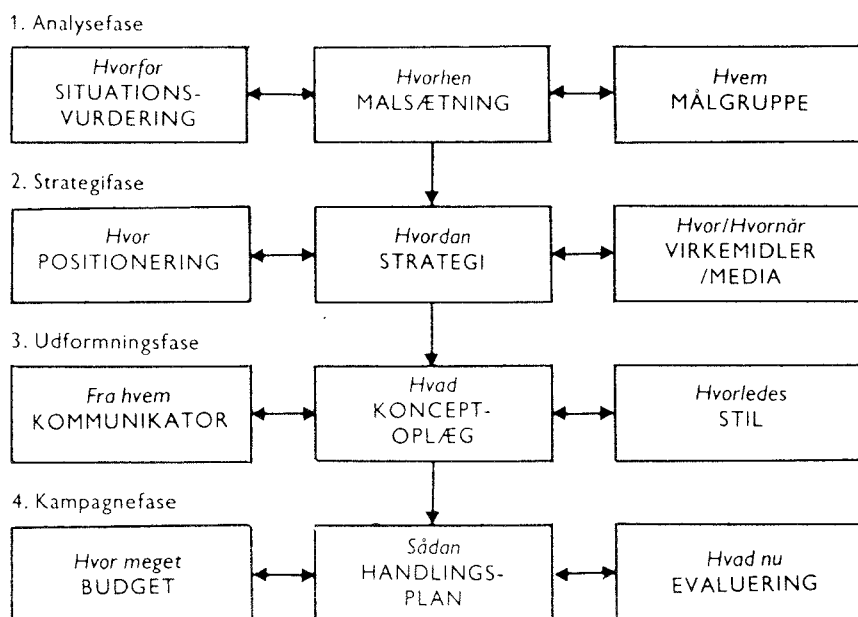 1. Analysefase
Hvorfor
SITUATIONS-
VURDERING
Hvorhen
MALSÆTNING
Hvem
MÅLGRUPPE
2. Strategifase
Hvor
POSITIONERING
Hvordan
STRATEGI
Hvor/Hvornår
VIRKEMIDLER
/MEDIA
3. Udformningsfase
Fra hvem
KOMMUNIKATOR
Hvad
KONCEPT-
OPLÆG
Hvorledes
STIL
4. Kampagnefase
Hvor meget
BUDGET
Sådan
HANDLINGS-
PLAN
Hvad nu
EVALUERING